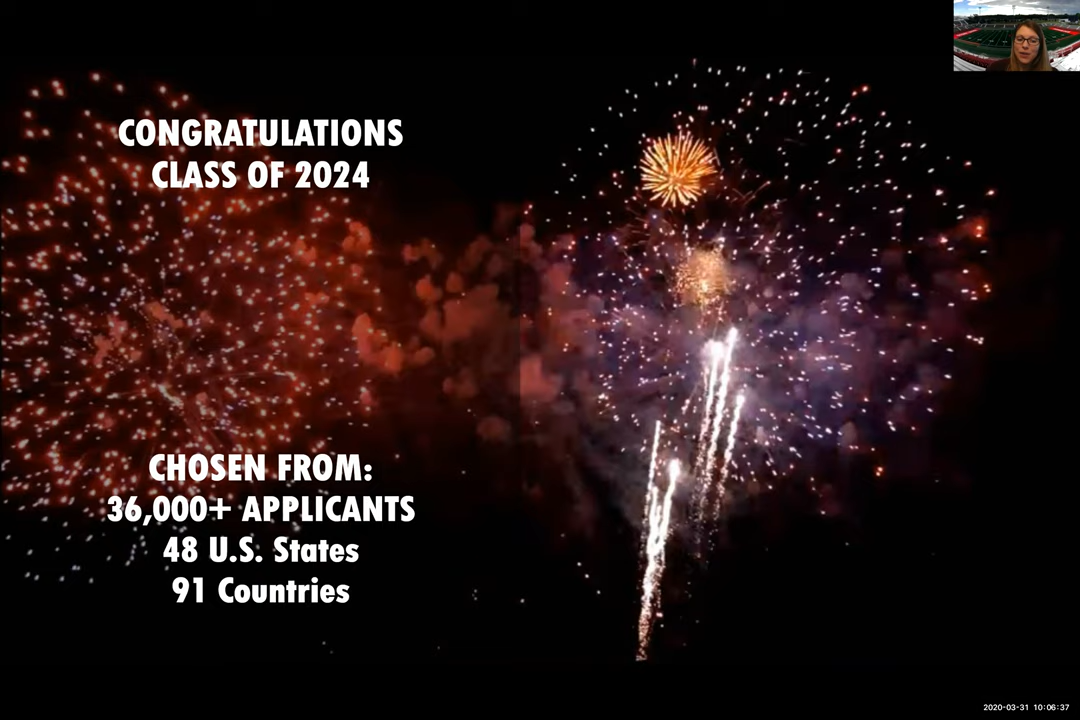 CONGRATULATIONS
CLASS OF 2024
CHOSEN FROM:
36,000+ APPLICANTS
48 U.S. States
91 Countries
2020-03-31 10:06:37